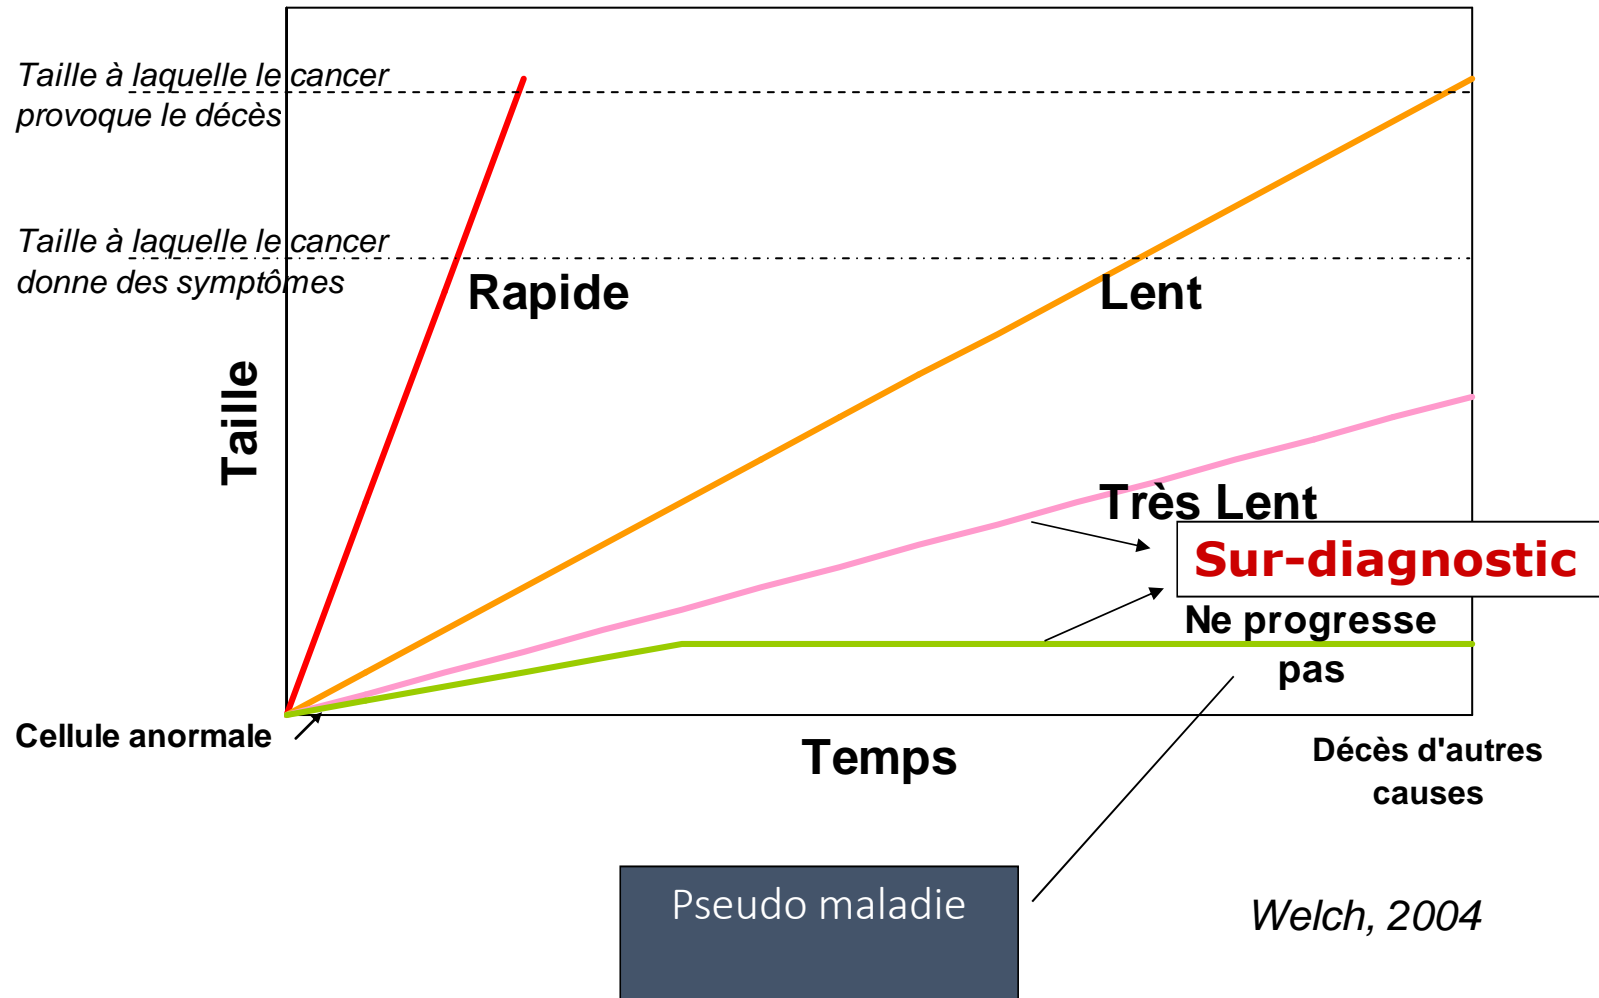 Taille à laquelle le cancer
provoque le décès
Taille à laquelle le cancer
donne des symptômes
Rapide
Lent
Taille
Très Lent
Sur-diagnostic
Ne progresse
pas
Cellule anormale
Temps
Décès d'autres
causes
Pseudo maladie
Welch, 2004